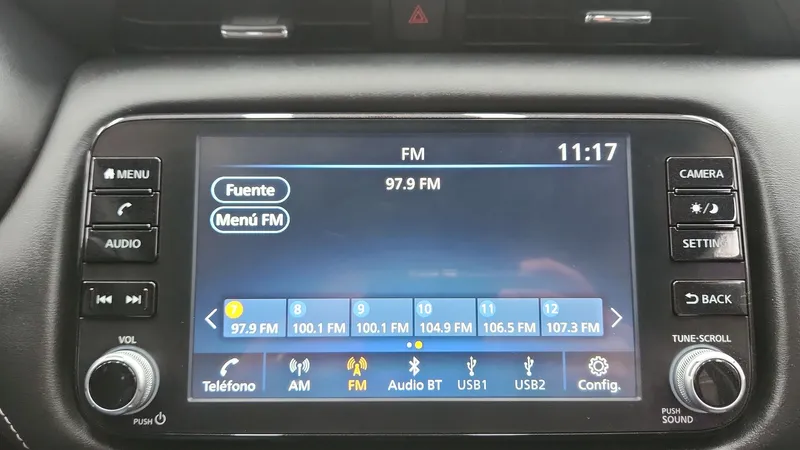 FM 11:17
97.9 FM
Fuente
Menú FM
7 8 9 10 11 12
97.9 FM 100.1 FM 100.1 FM 104.9 FM 106.5 FM 107.3 FM
Teléfono AM FM Audio BT USB1 USB2 Config.
MENU
AUDIO
VOL
PUSH
CAMERA
SETTING
BACK
TUNE•SCROLL
PUSH
SOUND